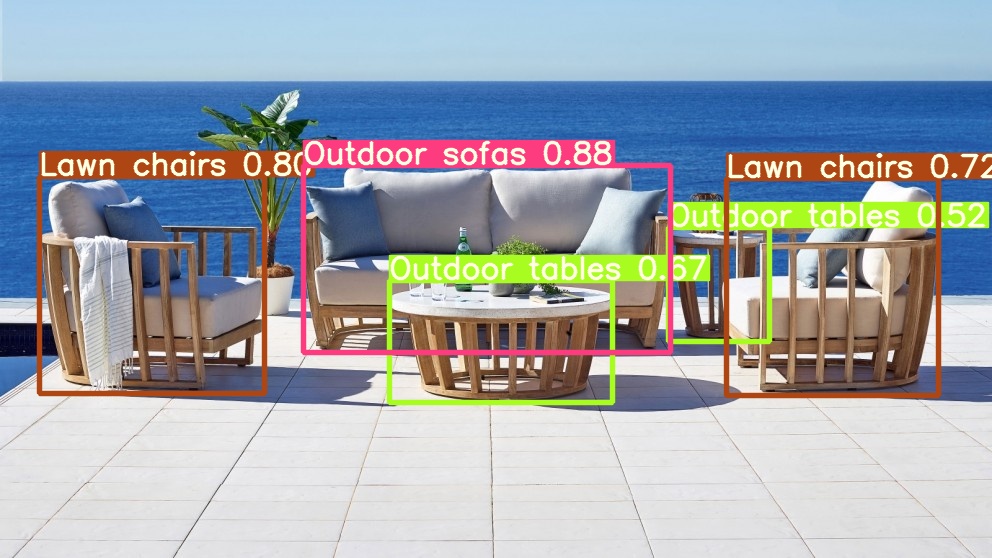 Lawn chairs 0.80
Outdoor sofas 0.88
Lawn chairs 0.72
Outdoor tables 0.52
Outdoor tables 0.67